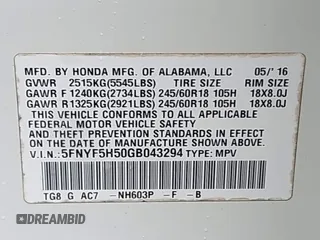 MFD. BY HONDA MFG. OF ALABAMA, LLC 05/' 16
GVWR 2515KG(5545LBS) TIRE SIZE RIM SIZE
GAWR F 1240KG(2734LBS) 245/60R18 105H 18X8.0J
GAWR R1325KG(2921LBS) 245/60R18 105H 18X8.0J
THIS VEHICLE CONFORMS TO ALL APPLICABLE
FEDERAL MOTOR VEHICLE SAFETY AND
THEFT PREVENTION STANDARDS IN EFFECT
ON THE DATE OF MANUFACTURE SHOWN ABOVE.
V.I.N: 5FNYF5H50GB043294 TYPE: MPV
TG8 G AC7 -NH603P -F -B
DREAMBID